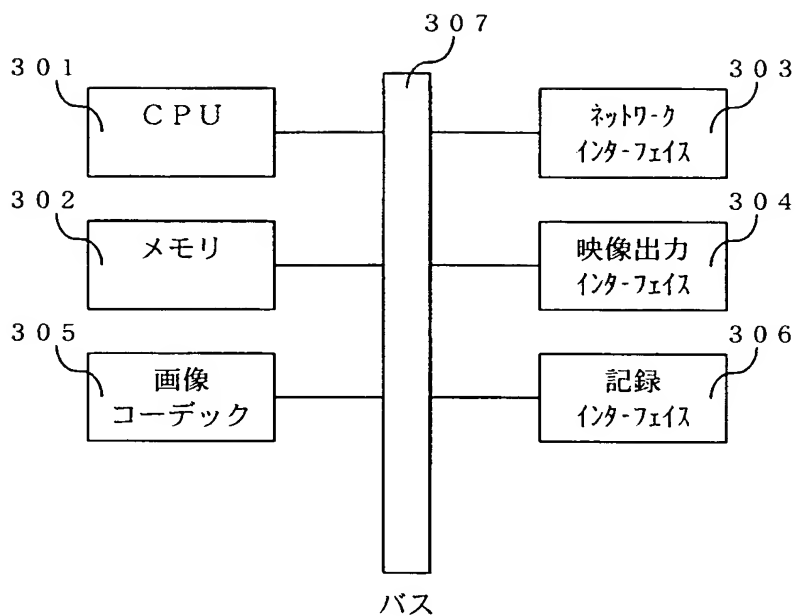 ３０７
３０１
ＣＰＵ
３０３
ネットワーク
インターフェイス
３０２
メモリ
３０４
映像出力
インターフェイス
３０５
画像
コーデック
３０６
記録
インターフェイス
バス